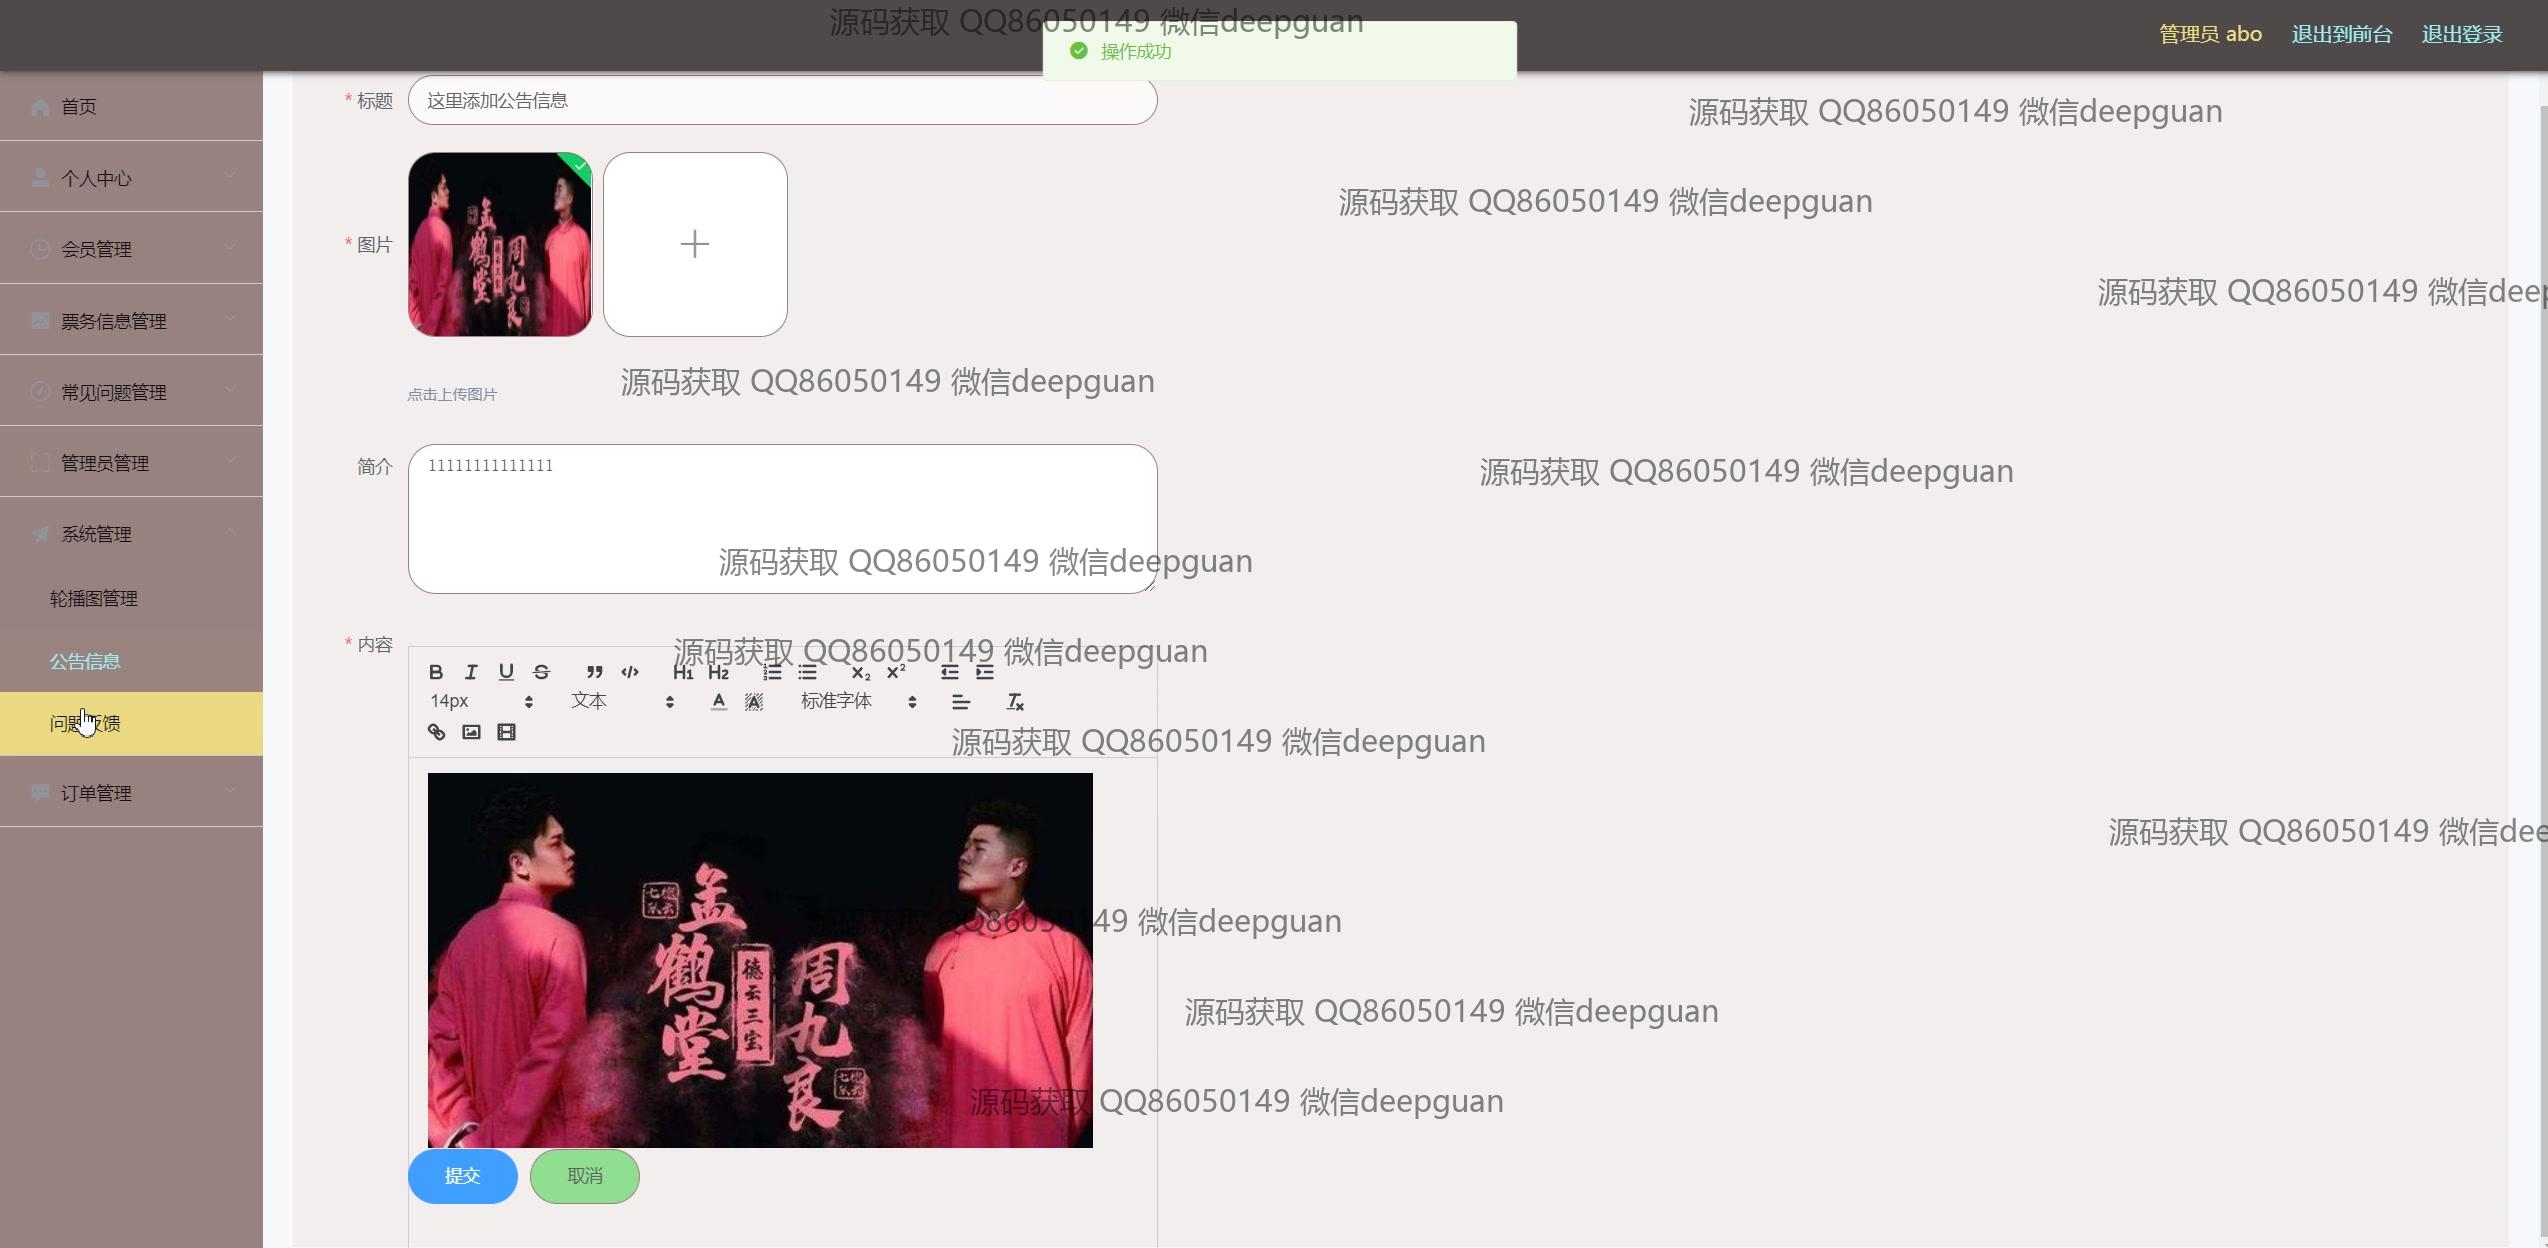 源码获取 QQ86050149 微信deepguan
操作成功
管理员 abo 退出到前台 退出登录
首页
个人中心
会员管理
票务信息管理
常见问题管理
管理员管理
系统管理
轮播图管理
公告信息
问题反馈
订单管理
* 标题 这里添加公告信息
源码获取 QQ86050149 微信deepguan
源码获取 QQ86050149 微信deepguan
* 图片
孟鹤堂
周九良
源码获取 QQ86050149 微信deep
点击上传图片
源码获取 QQ86050149 微信deepguan
简介 11111111111111
源码获取 QQ86050149 微信deepguan
源码获取 QQ86050149 微信deepguan
* 内容
源码获取 QQ86050149 微信deepguan
B I U S H1 H2 X2 X2
14px 文本 A A 标准字体 Tx
源码获取 QQ86050149 微信deepguan
源码获取 QQ86050149 微信dee
孟鹤堂
德云三宝
周九良
源码获取 QQ86050149 微信deepguan
源码获取 QQ86050149 微信deepguan
源码获取 QQ86050149 微信deepguan
提交 取消